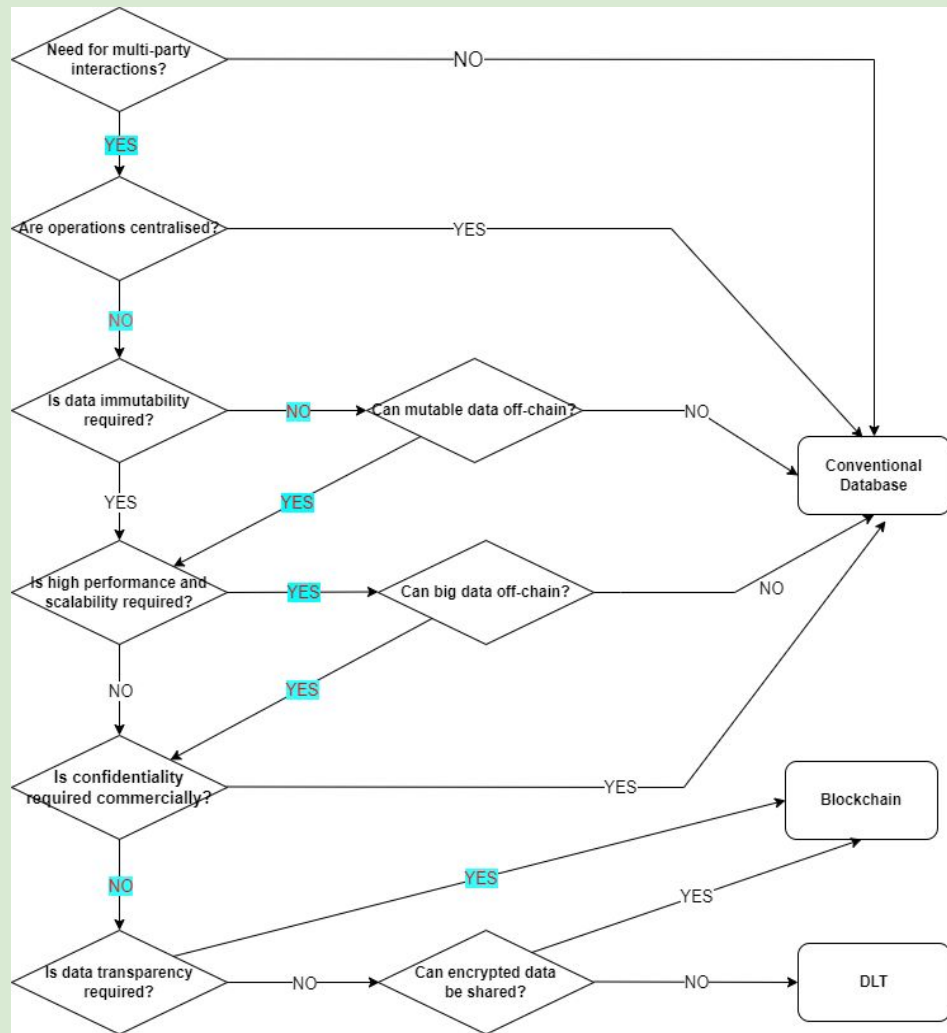 Need for multi-party
interactions?
NO
YES
Are operations centralised?
YES
NO
Is data immutability
required?
NO
Can mutable data off-chain?
NO
Conventional
Database
YES
YES
Is high performance and
scalability required?
YES
Can big data off-chain?
NO
NO
YES
Is confidentiality
required commercially?
YES
Blockchain
NO
YES
YES
Is data transparency
required?
NO
Can encrypted data
be shared?
NO
DLT